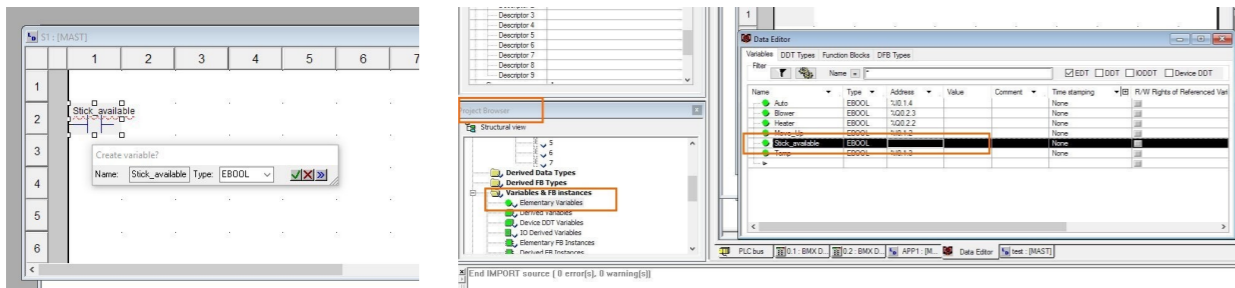 S1 : [MAST]
1 2 3 4 5 6 7
1
Stick_available
2
3
Create variable?
Name: Stick_available Type: EBOOL
4
5
6
Descriptor 3
Descriptor 4
Descriptor 5
Descriptor 6
Descriptor 7
Descriptor 8
Descriptor 9
Project Browser
Structural view
5
6
7
Derived Data Types
Derived FB Types
Variables & FB instances
Elementary Variables
Derived Variables
Device DDT Variables
IO Derived Variables
Elementary FB Instances
Derived FB Instances
1
Data Editor
Variables DDT Types Function Blocks DFB Types
Filter
Name = * EDT DDT IODDT Device DDT
Name Type Address Value Comment Time stamping R/W Rights of Referenced Vari
Auto EBOOL %I0.1.4 None
Blower EBOOL %Q0.2.3 None
Heater EBOOL %Q0.2.2 None
Move_Up EBOOL None
Stick_available EBOOL None
Temp EBOOL %I0.1.3 None
PLC bus 0.1 : BMX D... 0.2 : BMX D... APP1 : [M... Data Editor test : [MAST]
End IMPORT source ( 0 error(s), 0 warning(s))